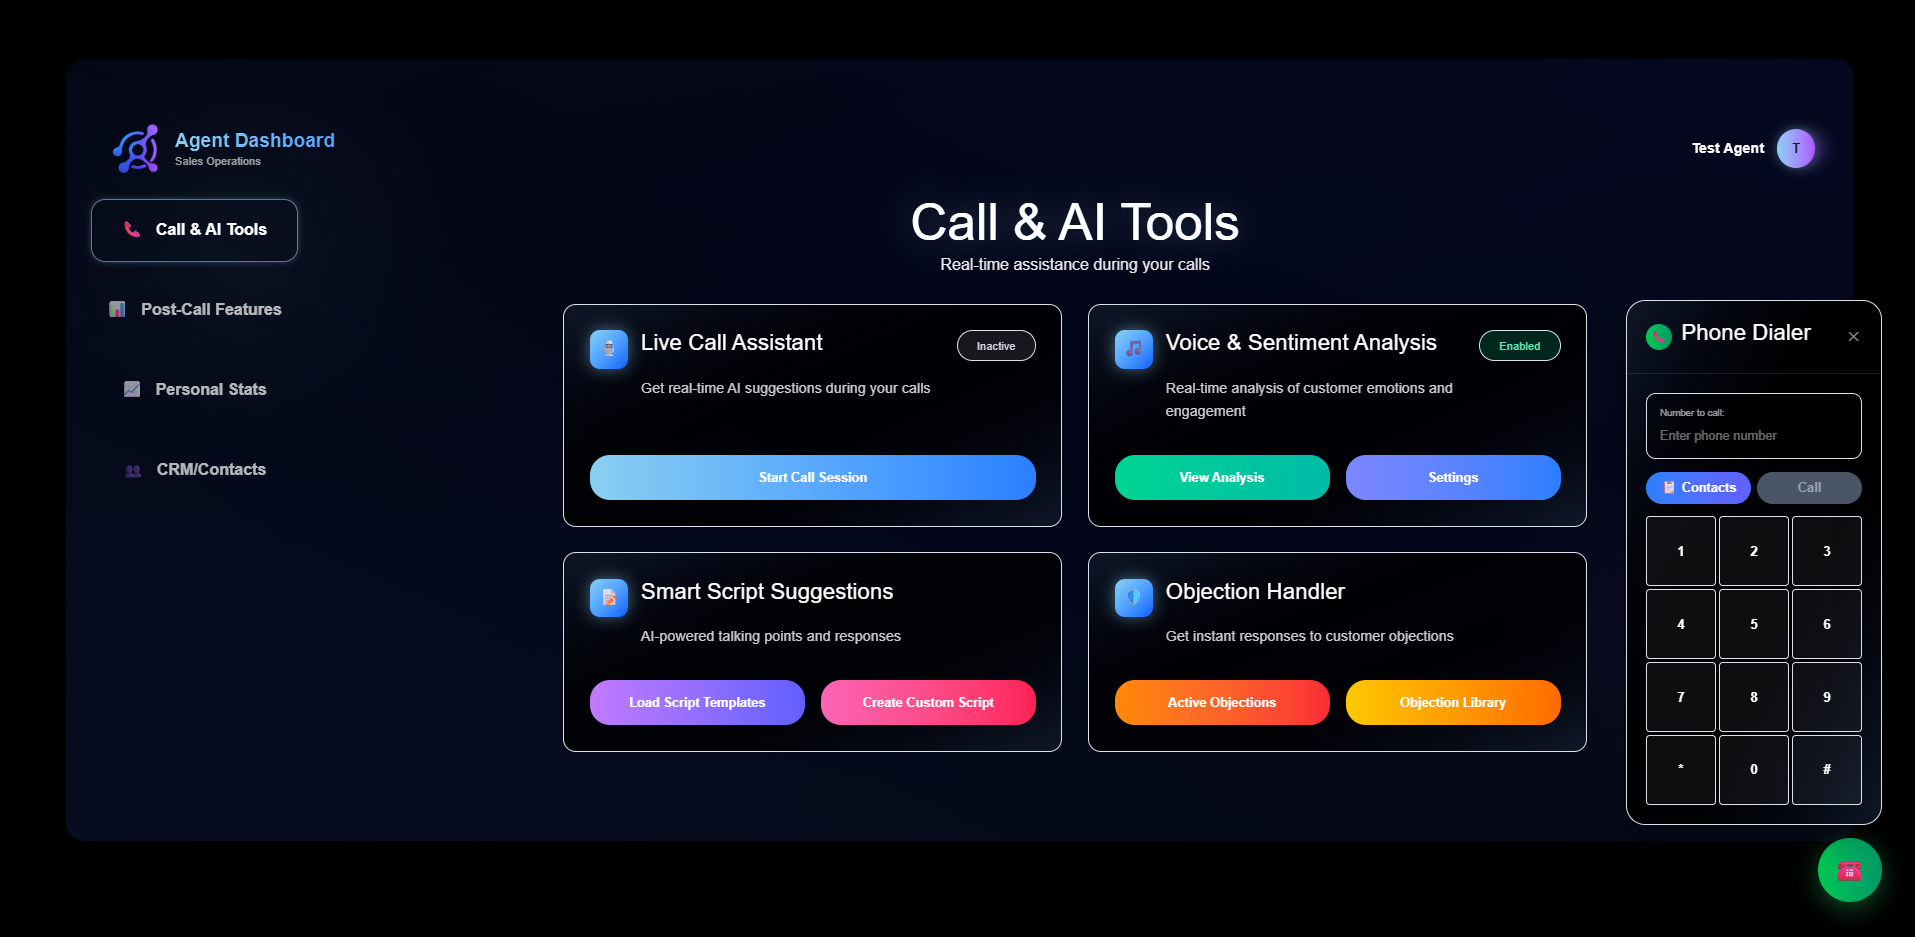 Agent Dashboard
Sales Operations
Test Agent
T
Call & AI Tools
Post-Call Features
Personal Stats
CRM/Contacts
Call & AI Tools
Real-time assistance during your calls
Live Call Assistant
Inactive
Get real-time AI suggestions during your calls
Start Call Session
Voice & Sentiment Analysis
Enabled
Real-time analysis of customer emotions and
engagement
View Analysis
Settings
Smart Script Suggestions
AI-powered talking points and responses
Load Script Templates
Create Custom Script
Objection Handler
Get instant responses to customer objections
Active Objections
Objection Library
Phone Dialer
×
Number to call:
Enter phone number
Contacts
Call
1 2 3
4 5 6
7 8 9
* 0 #